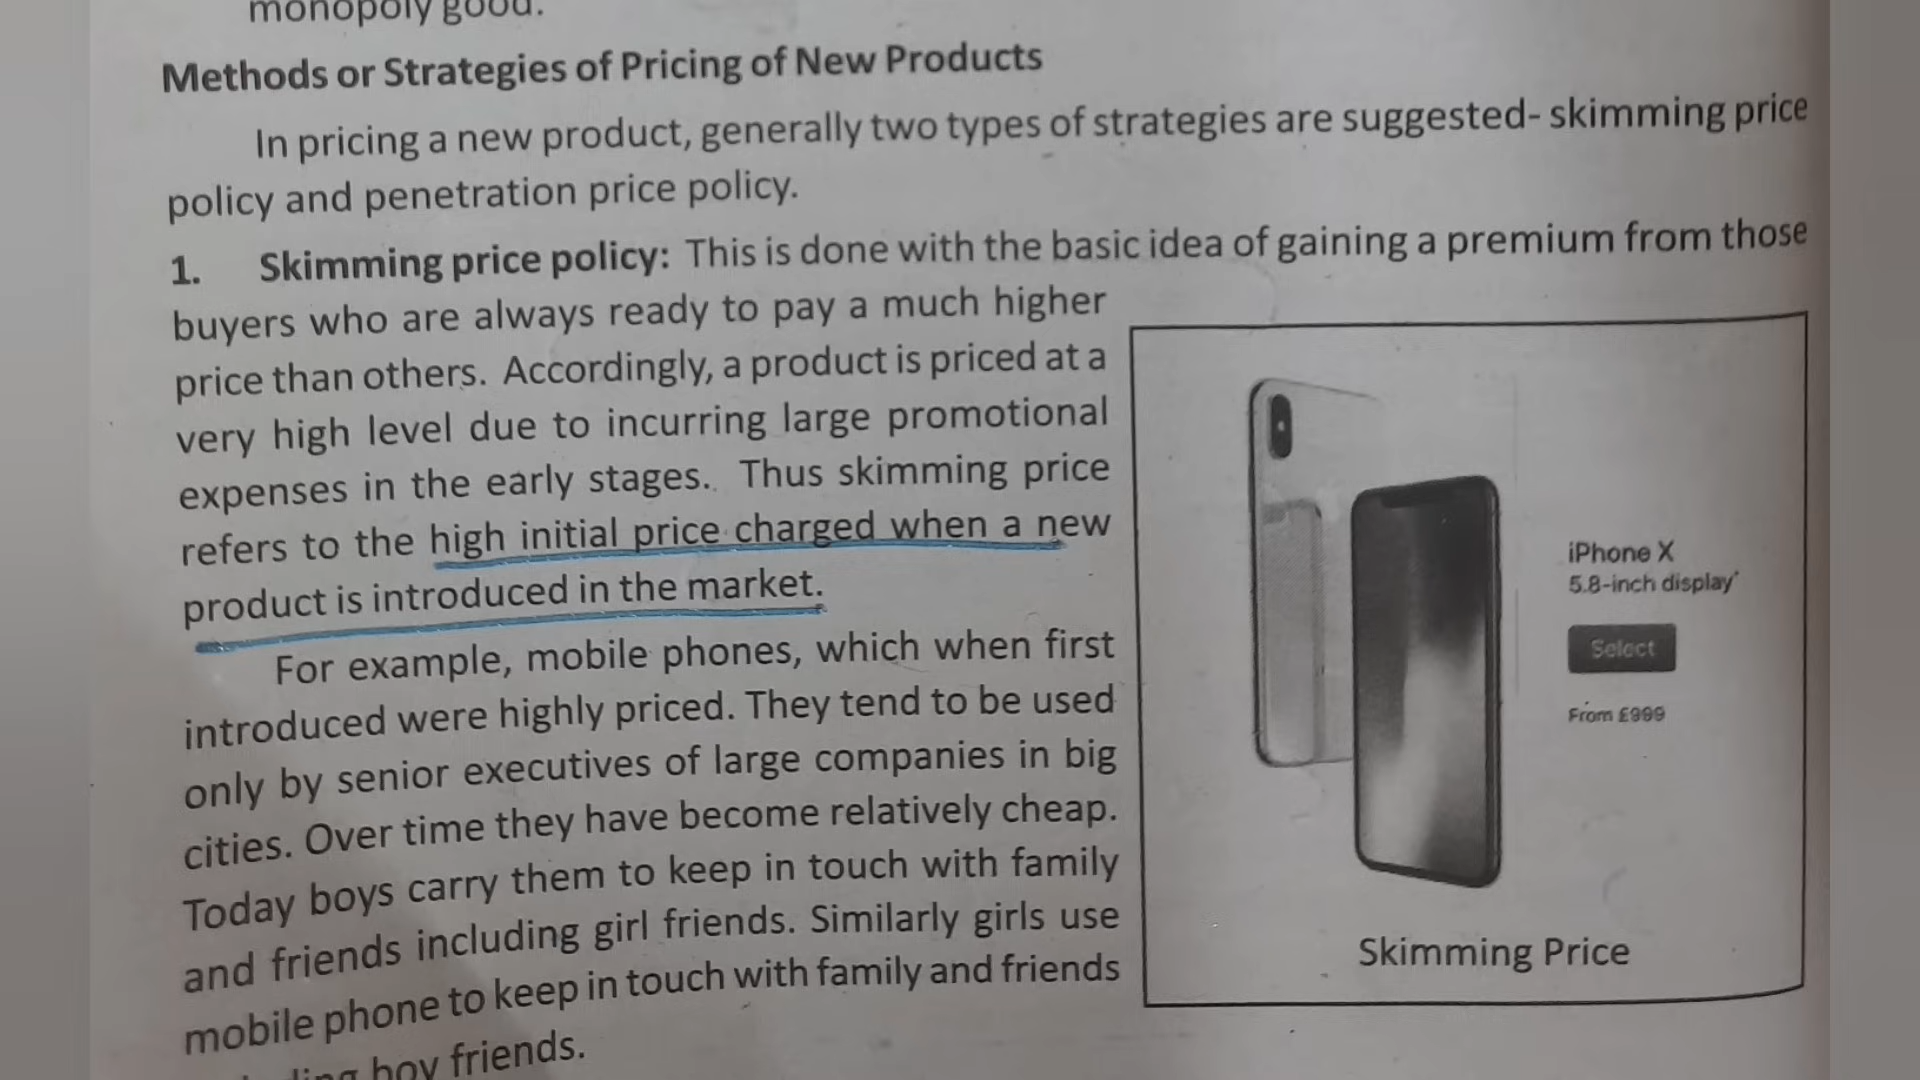 monopoly good.
Methods or Strategies of Pricing of New Products
In pricing a new product, generally two types of strategies are suggested- skimming price
policy and penetration price policy.
1. Skimming price policy: This is done with the basic idea of gaining a premium from those
buyers who are always ready to pay a much higher
price than others. Accordingly, a product is priced at a
very high level due to incurring large promotional
expenses in the early stages. Thus skimming price
refers to the high initial price charged when a new
product is introduced in the market.
For example, mobile phones, which when first
introduced were highly priced. They tend to be used
only by senior executives of large companies in big
cities. Over time they have become relatively cheap.
Today boys carry them to keep in touch with family
and friends including girl friends. Similarly girls use
mobile phone to keep in touch with family and friends
boy friends.
iPhone X
5.8-inch display*
Select
From £999
Skimming Price